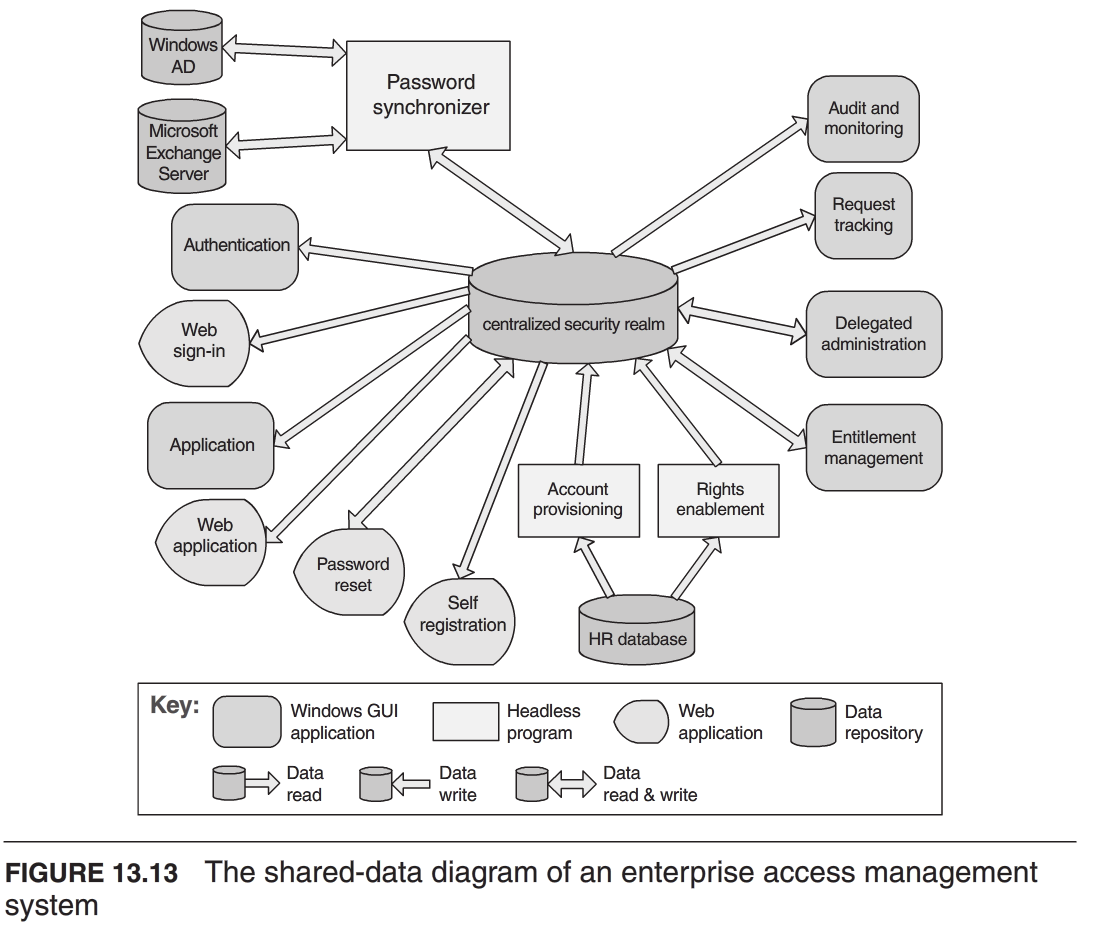 Windows
AD
Password
synchronizer
Microsoft
Exchange
Server
Audit and
monitoring
Request
tracking
Authentication
centralized security realm
Web
sign-in
Delegated
administration
Application
Entitlement
management
Web
application
Account
provisioning
Rights
enablement
Password
reset
Self
registration
HR database
Key:
Windows GUI
application
Headless
program
Web
application
Data
repository
Data
read
Data
write
Data
read & write
FIGURE 13.13 The shared-data diagram of an enterprise access management
system